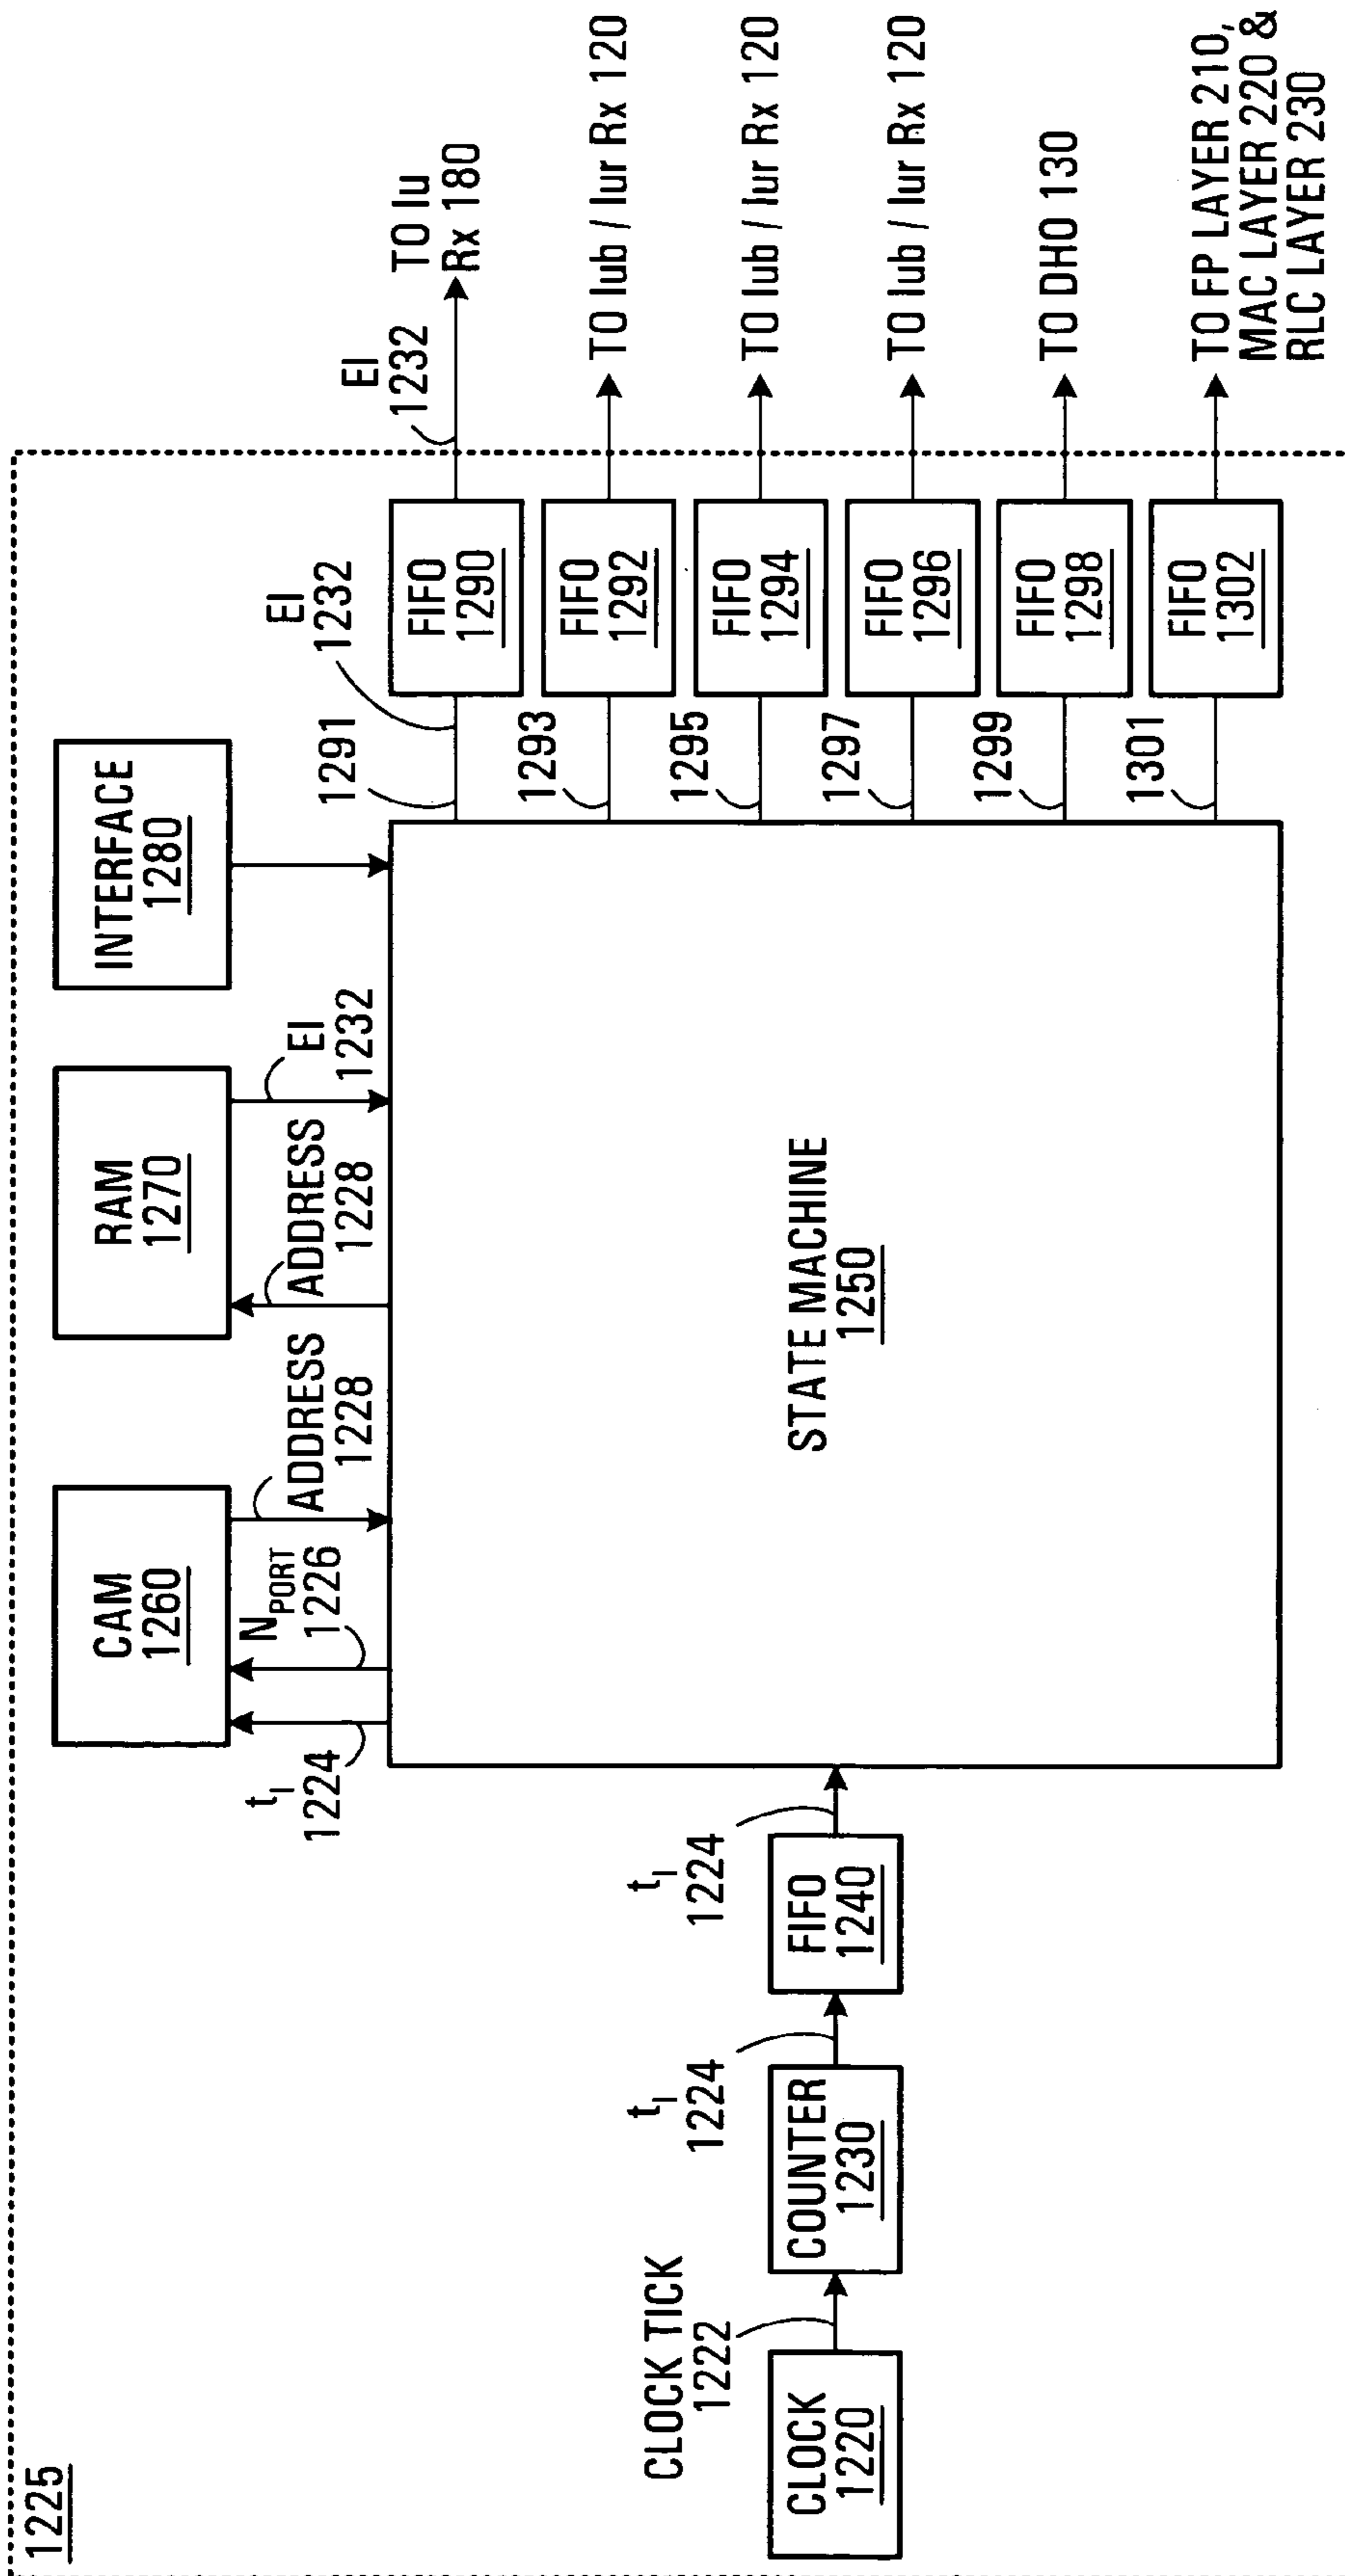 1225
CLOCK
1220
CLOCK TICK
1222
COUNTER
1230
t_I
1224
FIFO
1240
t_I
1224
STATE MACHINE
1250
CAM
1260
t_I
1224
N_PORT
1226
ADDRESS
1228
RAM
1270
ADDRESS
1228
EI
1232
INTERFACE
1280
1291
EI
1232
FIFO
1290
EI
1232
TO Iu
Rx 180
1293
FIFO
1292
TO Iub / Iur Rx 120
1295
FIFO
1294
TO Iub / Iur Rx 120
1297
FIFO
1296
TO Iub / Iur Rx 120
1299
FIFO
1298
TO DHO 130
1301
FIFO
1302
TO FP LAYER 210,
MAC LAYER 220 &
RLC LAYER 230